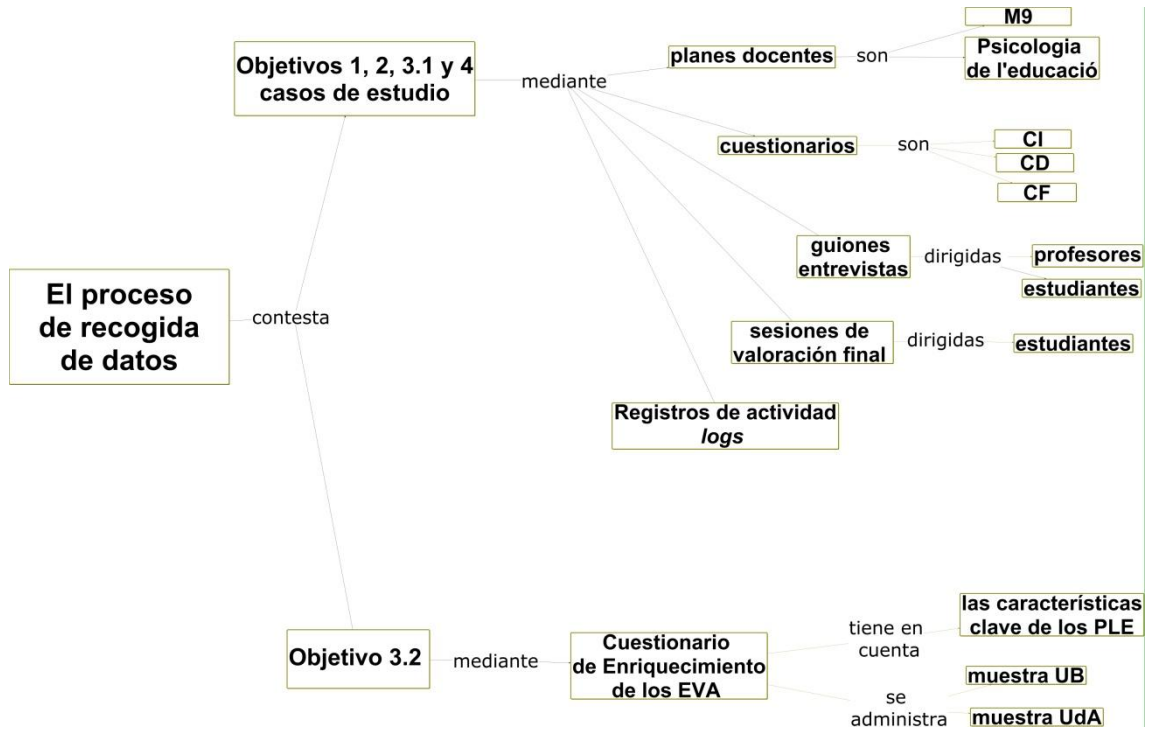 M9
Objetivos 1, 2, 3.1 y 4
casos de estudio
mediante
planes docentes
son
Psicologia
de l'educació
cuestionarios
son
CI
CD
CF
guiones
entrevistas
dirigidas
profesores
estudiantes
El proceso
de recogida
de datos
contesta
sesiones de
valoración final
dirigidas
estudiantes
Registros de actividad
logs
Objetivo 3.2
mediante
Cuestionario
de Enriquecimiento
de los EVA
tiene en
cuenta
las características
clave de los PLE
se
administra
muestra UB
muestra UdA